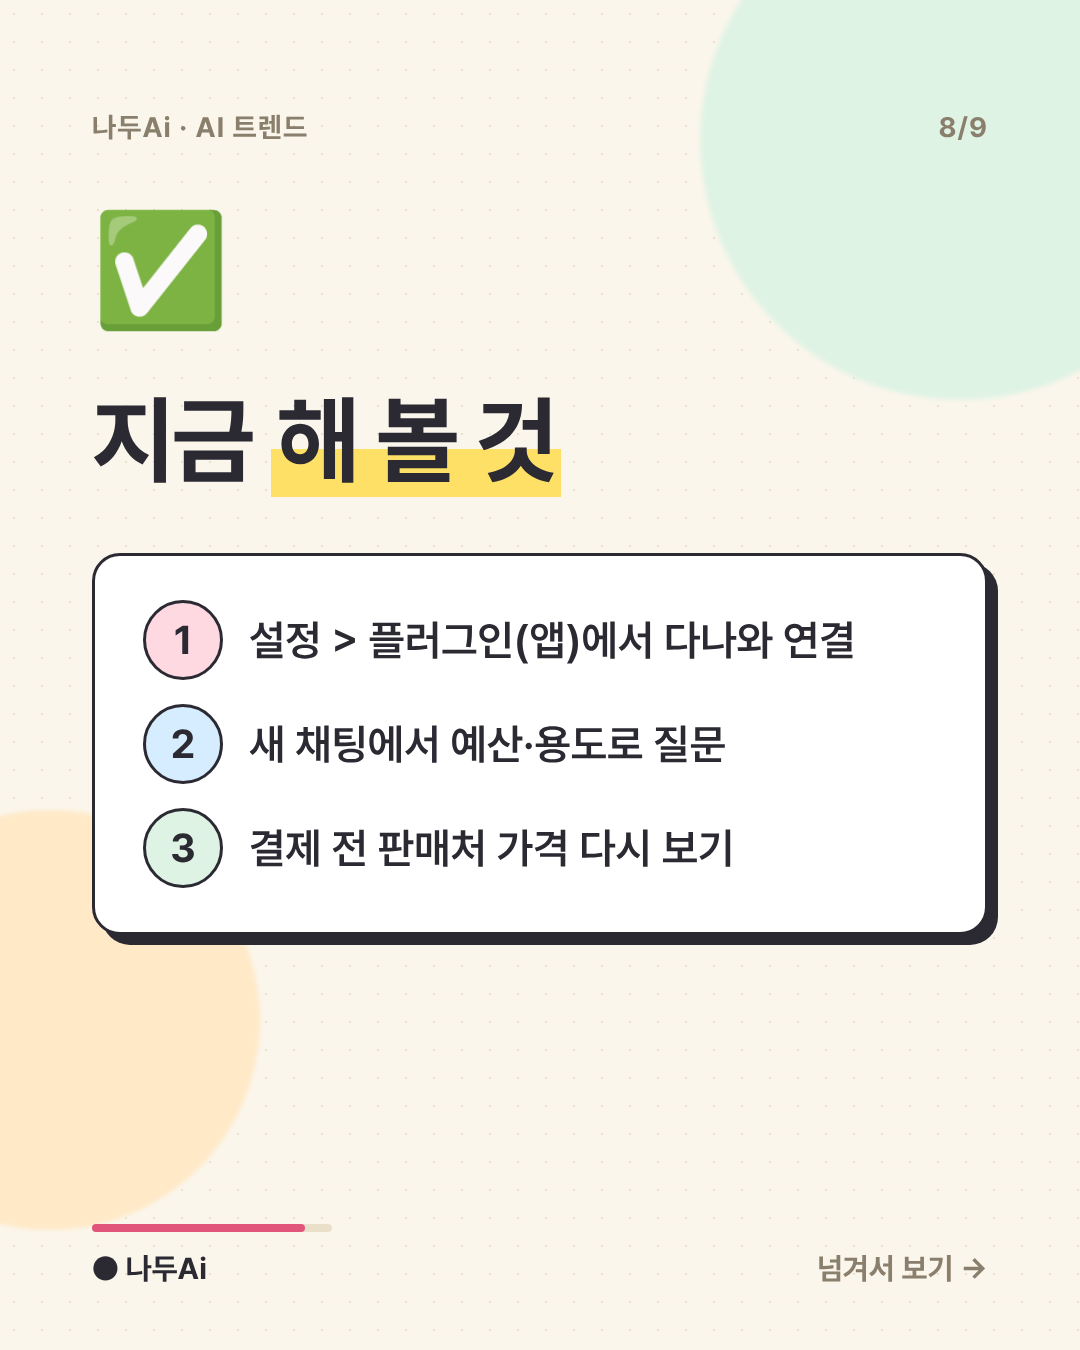 나두Ai · AI 트렌드
8/9
✅
지금 해 볼 것
1 설정 > 플러그인(앱)에서 다나와 연결
2 새 채팅에서 예산·용도로 질문
3 결제 전 판매처 가격 다시 보기
● 나두Ai
넘겨서 보기 →